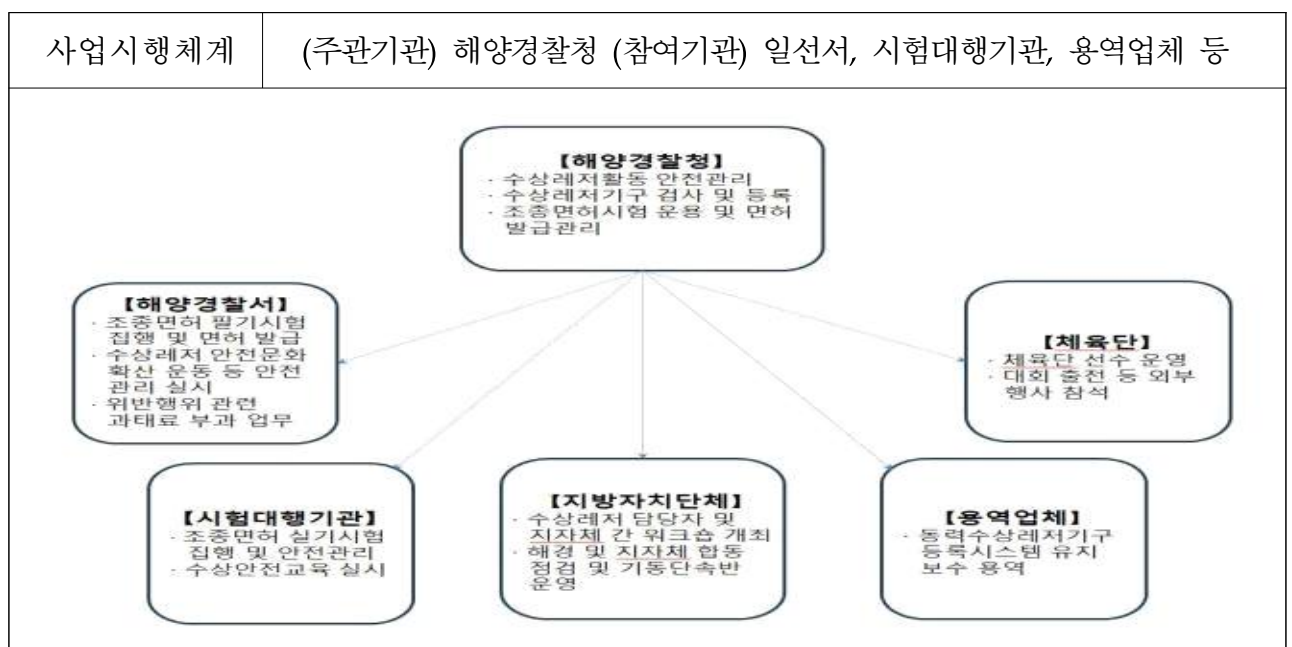 사업시행체계
(주관기관) 해양경찰청 (참여기관) 일선서, 시험대행기관, 용역업체 등
【해양경찰청】
· 수상레저활동 안전관리
· 수상레저기구 검사 및 등록
· 조종면허시험 운용 및 면허
발급관리
【해양경찰서】
· 조종면허 필기시험
집행 및 면허 발급
· 수상레저 안전문화
확산 운동 등 안전
관리 실시
· 위반행위 관련
과태료 부과 업무
【체육단】
· 체육단 선수 운영
· 대회 출전 등 외부
행사 참석
【시험대행기관】
· 조종면허 실기시험
집행 및 안전관리
· 수상안전교육 실시
【지방자치단체】
· 수상레저 담당자 및
지자체 간 워크숍 개최
· 해경 및 지자체 합동
점검 및 기동단속반
운영
【용역업체】
· 동력수상레저기구
등록시스템 유지
보수 용역